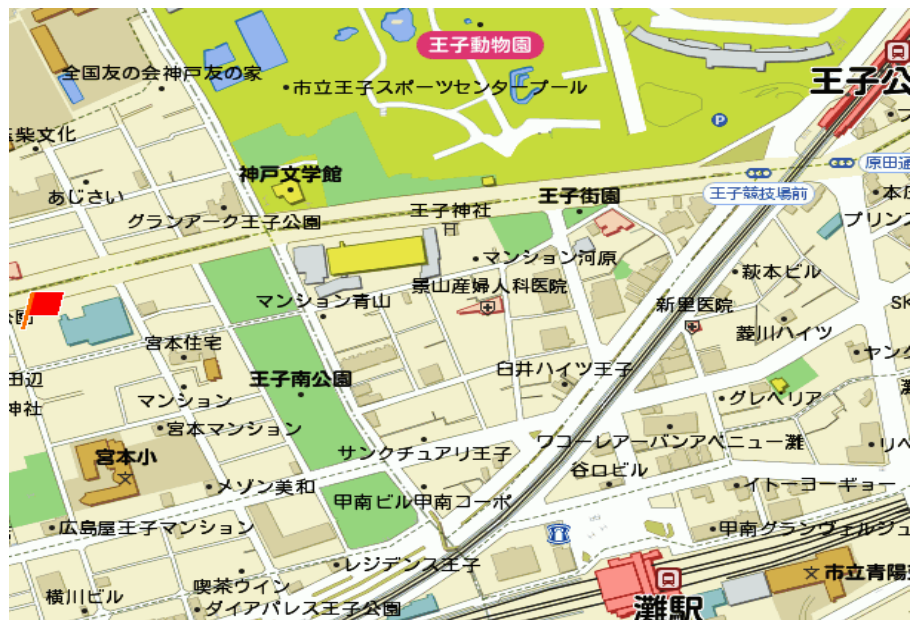 王子動物園
全国友の会神戸友の家
市立王子スポーツセンタープール
王子公
柴文化
あじさい
神戸文学館
グランアーク王子公園
王子神社
王子街園
王子競技場前
原田通
プリンス
マンション河原
萩本ビル
マンション青山
景山産婦人科医院
新里医院
SK
菱川ハイツ
宮本住宅
ヤング
田辺
神社
王子南公園
臼井ハイツ王子
マンション
グレベリア
宮本マンション
宮本小
サンクチュアリ王子
ワコーレアーバンアベニュー灘
リベ
谷口ビル
メゾン美和
甲南ビル甲南コーポ
イトーヨーギョー
広島屋王子マンション
甲南グランヴェルジュ
レジデンス王子
喫茶ウイン
市立青陽
横川ビル
ダイアパレス王子公園
灘駅